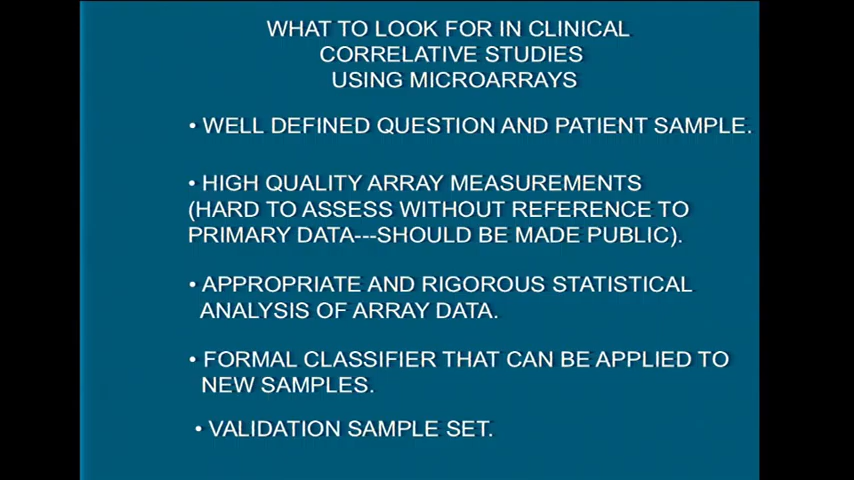 WHAT TO LOOK FOR IN CLINICAL
CORRELATIVE STUDIES
USING MICROARRAYS
• WELL DEFINED QUESTION AND PATIENT SAMPLE.
• HIGH QUALITY ARRAY MEASUREMENTS
(HARD TO ASSESS WITHOUT REFERENCE TO
PRIMARY DATA---SHOULD BE MADE PUBLIC).
• APPROPRIATE AND RIGOROUS STATISTICAL
ANALYSIS OF ARRAY DATA.
• FORMAL CLASSIFIER THAT CAN BE APPLIED TO
NEW SAMPLES.
• VALIDATION SAMPLE SET.